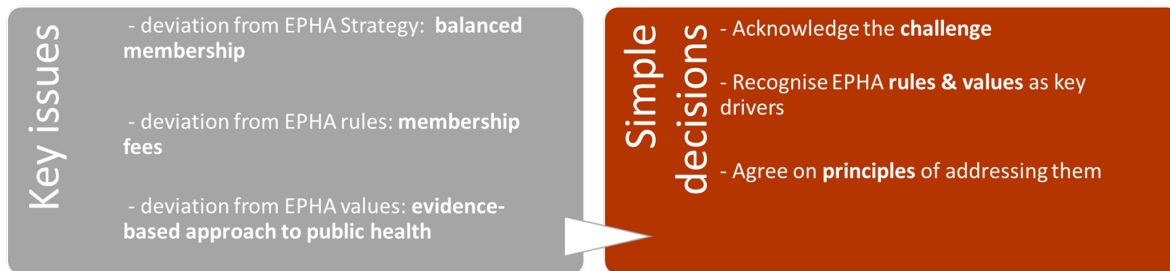 Key issues
- deviation from EPHA Strategy: balanced
membership
- deviation from EPHA rules: membership
fees
- deviation from EPHA values: evidence-
based approach to public health
Simple
decisions
- Acknowledge the challenge
- Recognise EPHA rules & values as key
drivers
- Agree on principles of addressing them